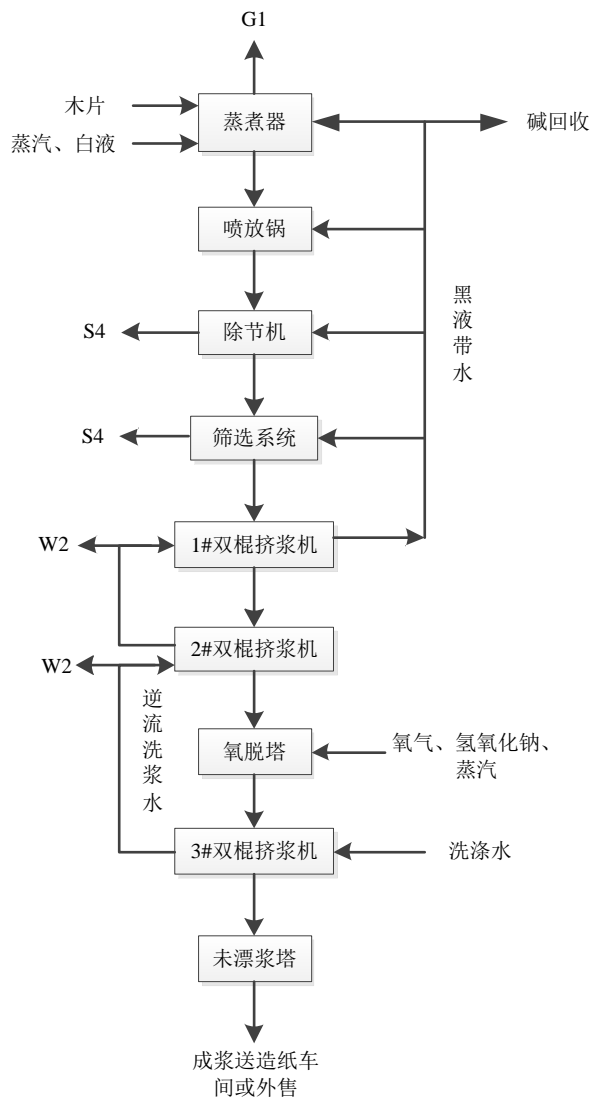 G1
木片
蒸煮器
碱回收
蒸汽、白液
喷放锅
黑
液
带
水
S4
除节机
S4
筛选系统
W2
1#双棍挤浆机
2#双棍挤浆机
W2
逆
流
洗
浆
水
氧脱塔
氧气、氢氧化钠、
蒸汽
3#双棍挤浆机
洗涤水
未漂浆塔
成浆送造纸车
间或外售